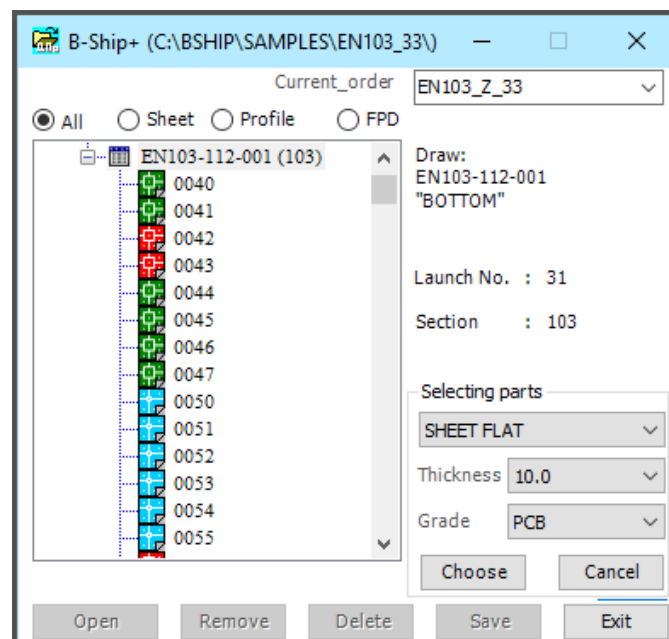 B-Ship+ (C:\BSHIP\SAMPLES\EN103_33\)
Current_order EN103_Z_33
All Sheet Profile FPD
EN103-112-001 (103)
0040
0041
0042
0043
0044
0045
0046
0047
0050
0051
0052
0053
0054
0055
Draw:
EN103-112-001
"BOTTOM"
Launch No. : 31
Section : 103
Selecting parts
SHEET FLAT
Thickness 10.0
Grade PCB
Choose Cancel
Open Remove Delete Save Exit